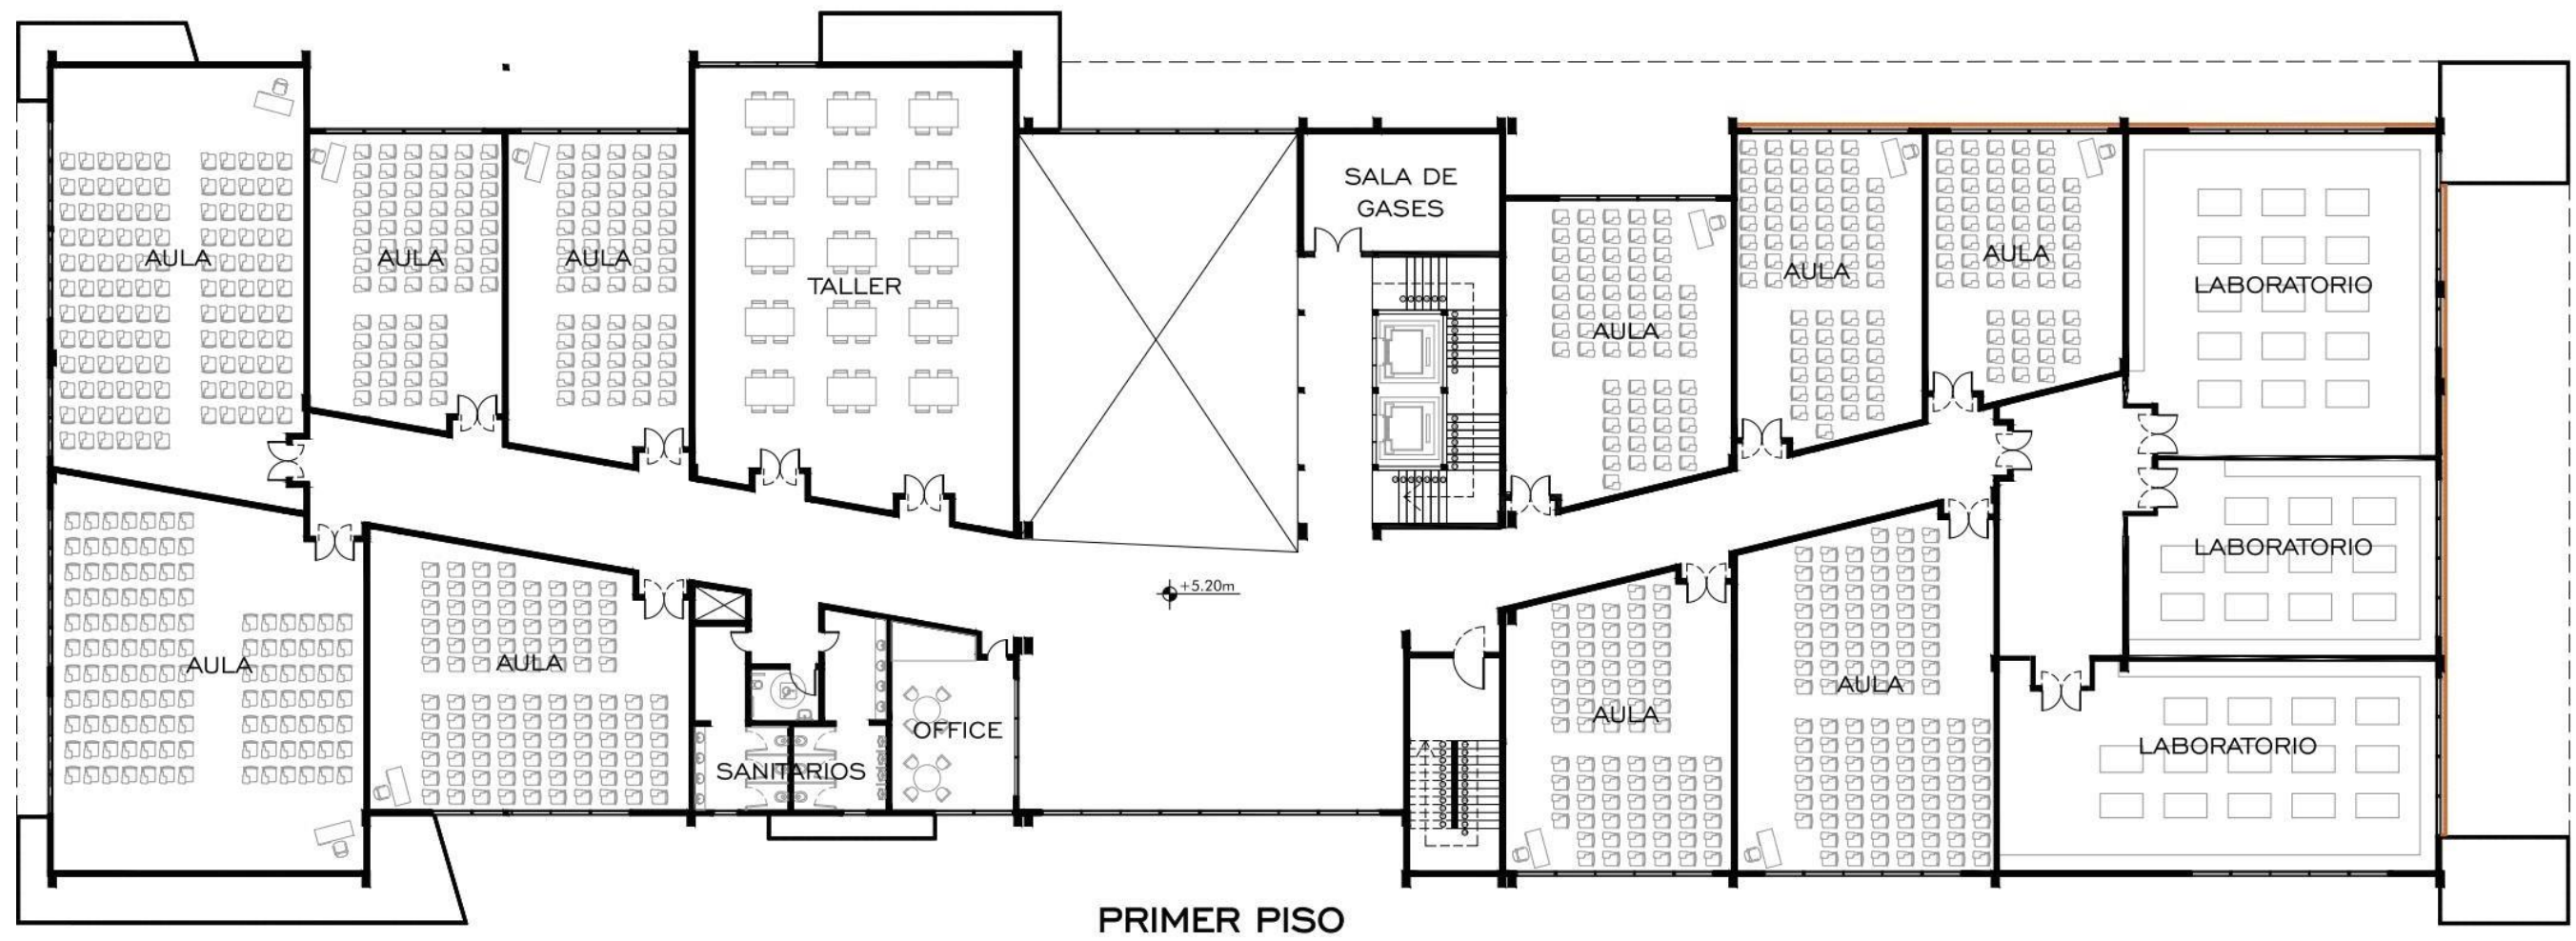 SALA DE
GASES
AULA
AULA
AULA
TALLER
AULA
AULA
AULA
LABORATORIO
LABORATORIO
+5.20m
AULA
AULA
SANITARIOS
OFFICE
AULA
AULA
LABORATORIO
PRIMER PISO